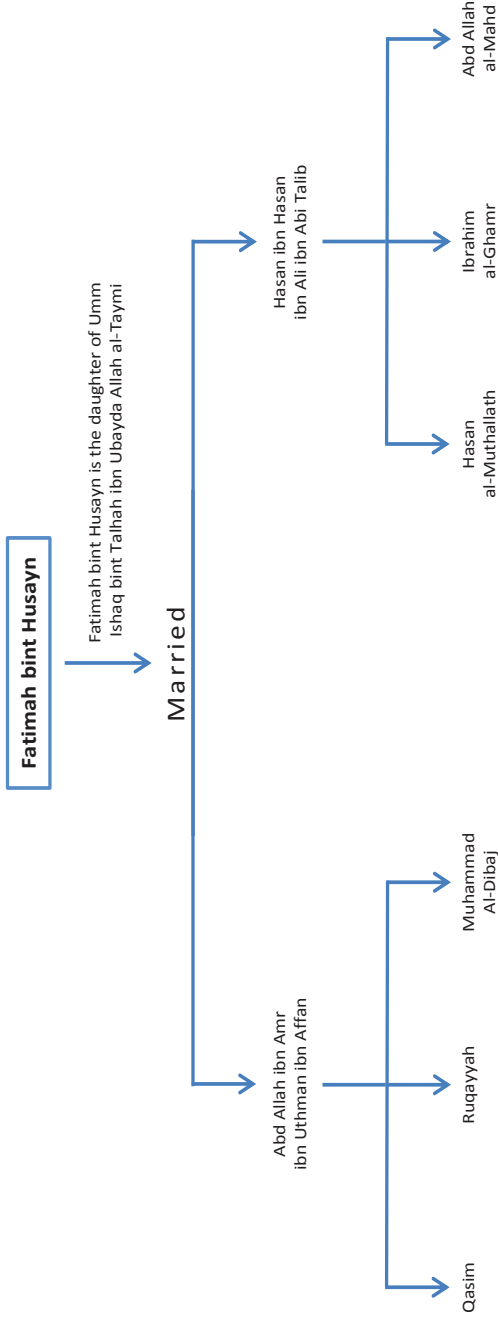 Fatimah bint Husayn
Fatimah bint Husayn is the daughter of Umm
Ishaq bint Talhah ibn Ubayda Allah al-Taymi
Married
Abd Allah ibn Amr
ibn Uthman ibn Affan
Hasan ibn Hasan
ibn Ali ibn Abi Talib
Qasim
Ruqayyah
Muhammad
Al-Dibaj
Hasan
al-Muthallath
Ibrahim
al-Ghamr
Abd Allah
al-Mahd